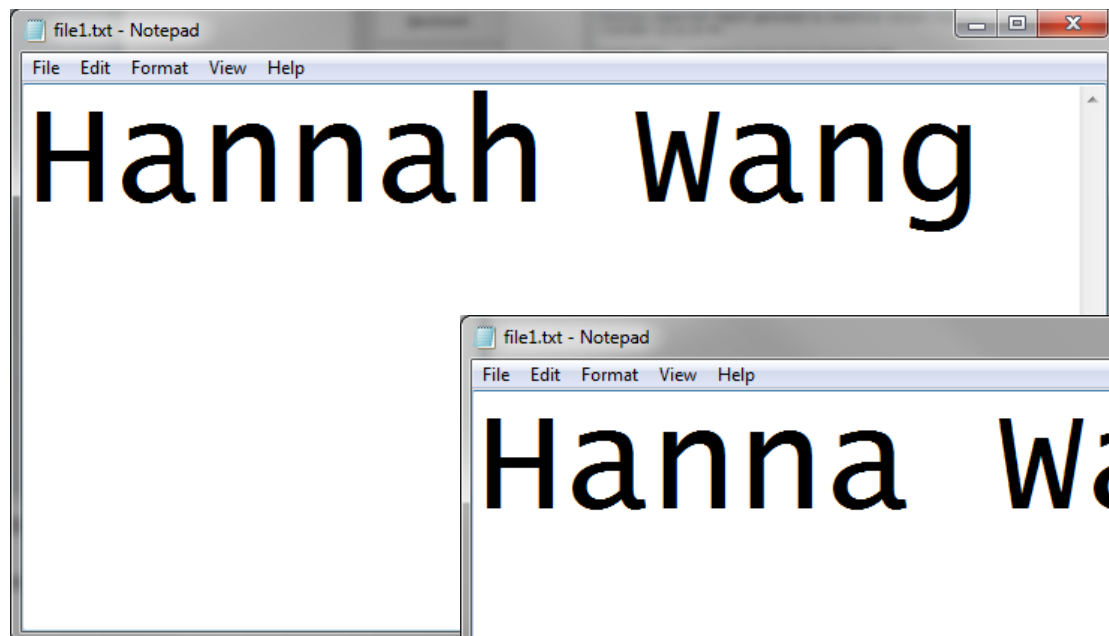 file1.txt - Notepad
File Edit Format View Help
Hannah Wang
file1.txt - Notepad
File Edit Format View Help
Hanna